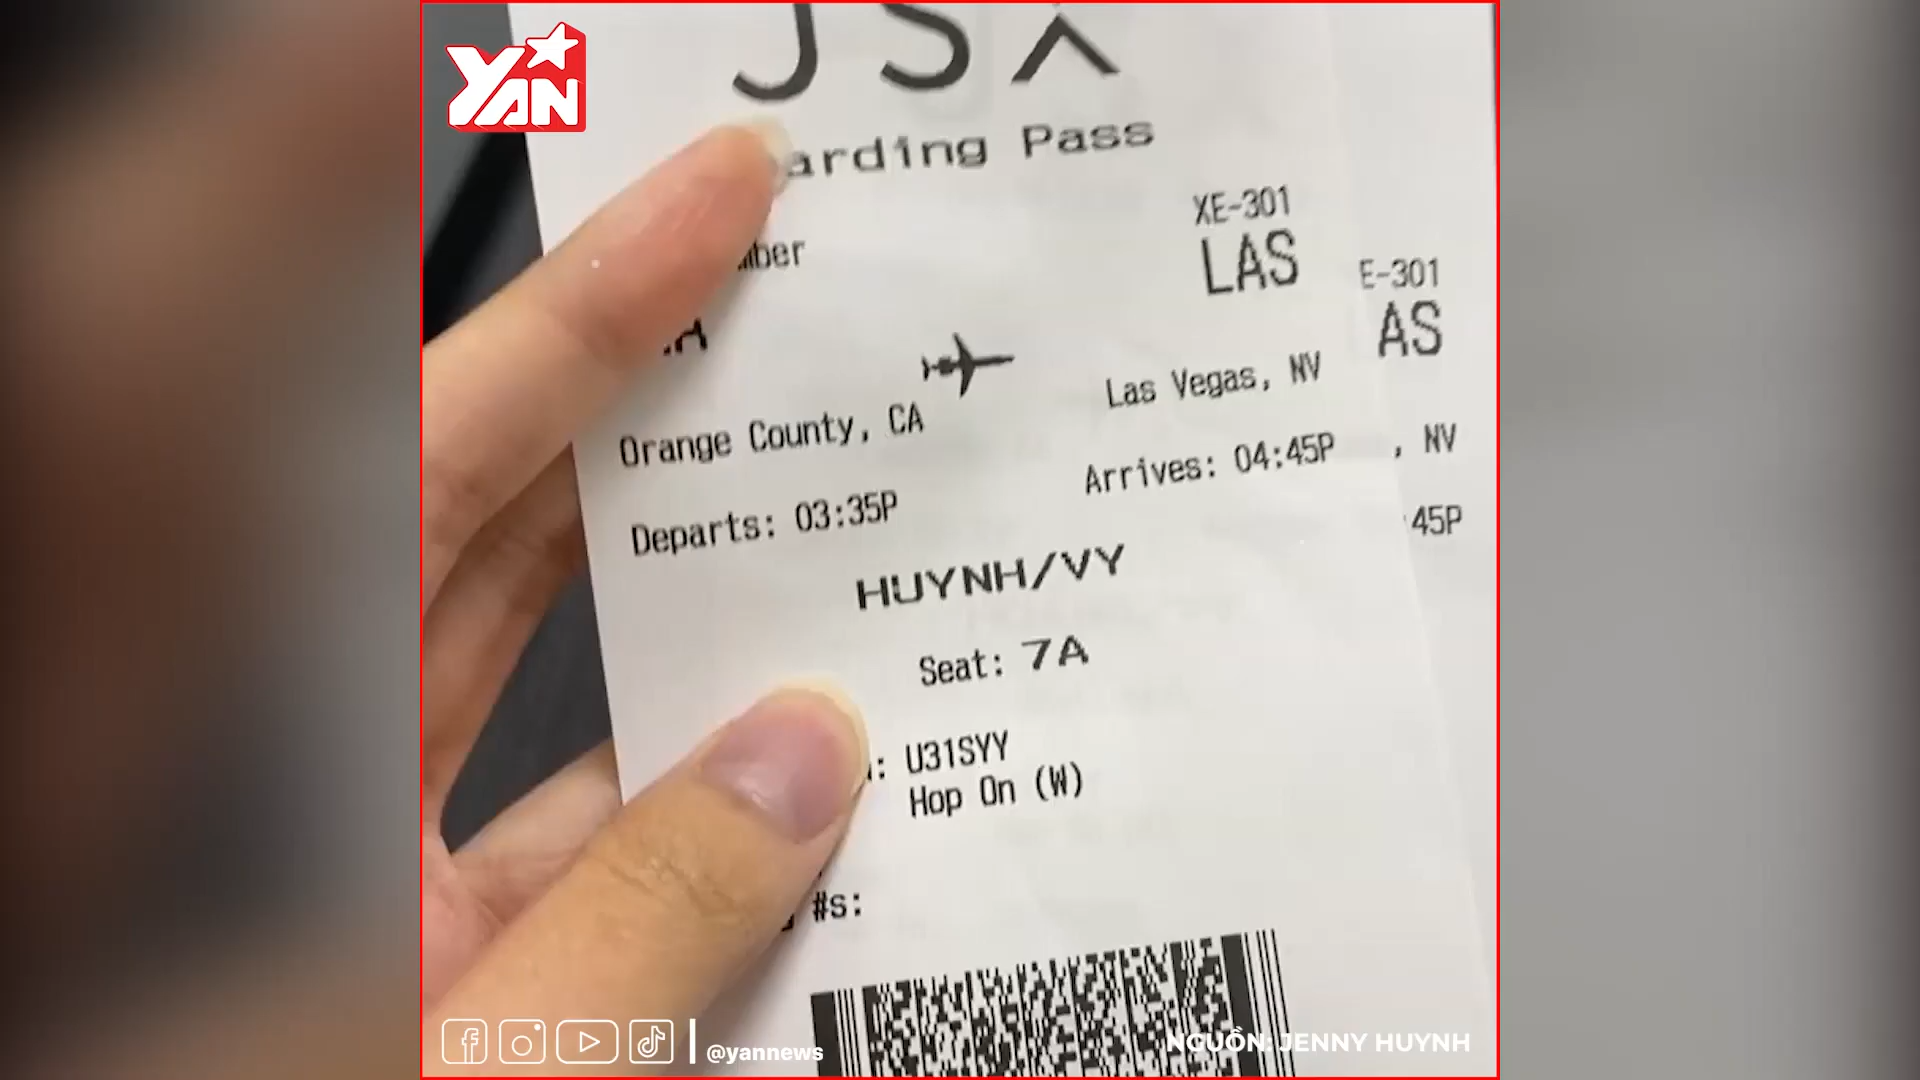 YAN
JSX
arding Pass
XE-301
LAS
E-301
AS
mber
Orange County, CA
Las Vegas, NV
, NV
Departs: 03:35P
Arrives: 04:45P
45P
HUYNH/VY
Seat: 7A
: U31SYY
Hop On (W)
#s:
@yannews
NGUỒN: JENNY HUYNH